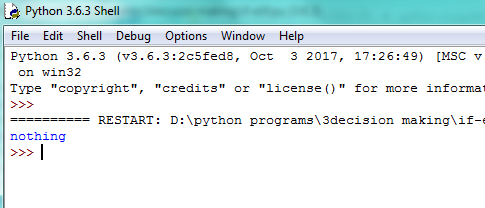 Python 3.6.3 Shell
File Edit Shell Debug Options Window Help
Python 3.6.3 (v3.6.3:2c5fed8, Oct  3 2017, 17:26:49) [MSC v
 on win32
Type "copyright", "credits" or "license()" for more informat
>>>
========== RESTART: D:\python programs\3decision making\if-e
nothing
>>>